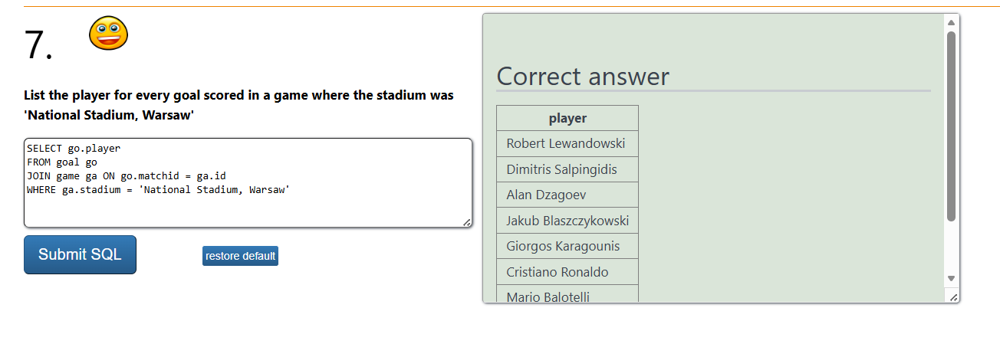 7.
List the player for every goal scored in a game where the stadium was
'National Stadium, Warsaw'
SELECT go.player
FROM goal go
JOIN game ga ON go.matchid = ga.id
WHERE ga.stadium = 'National Stadium, Warsaw'
Submit SQL
restore default
Correct answer
player
Robert Lewandowski
Dimitris Salpingidis
Alan Dzagoev
Jakub Blaszczykowski
Giorgos Karagounis
Cristiano Ronaldo
Mario Balotelli